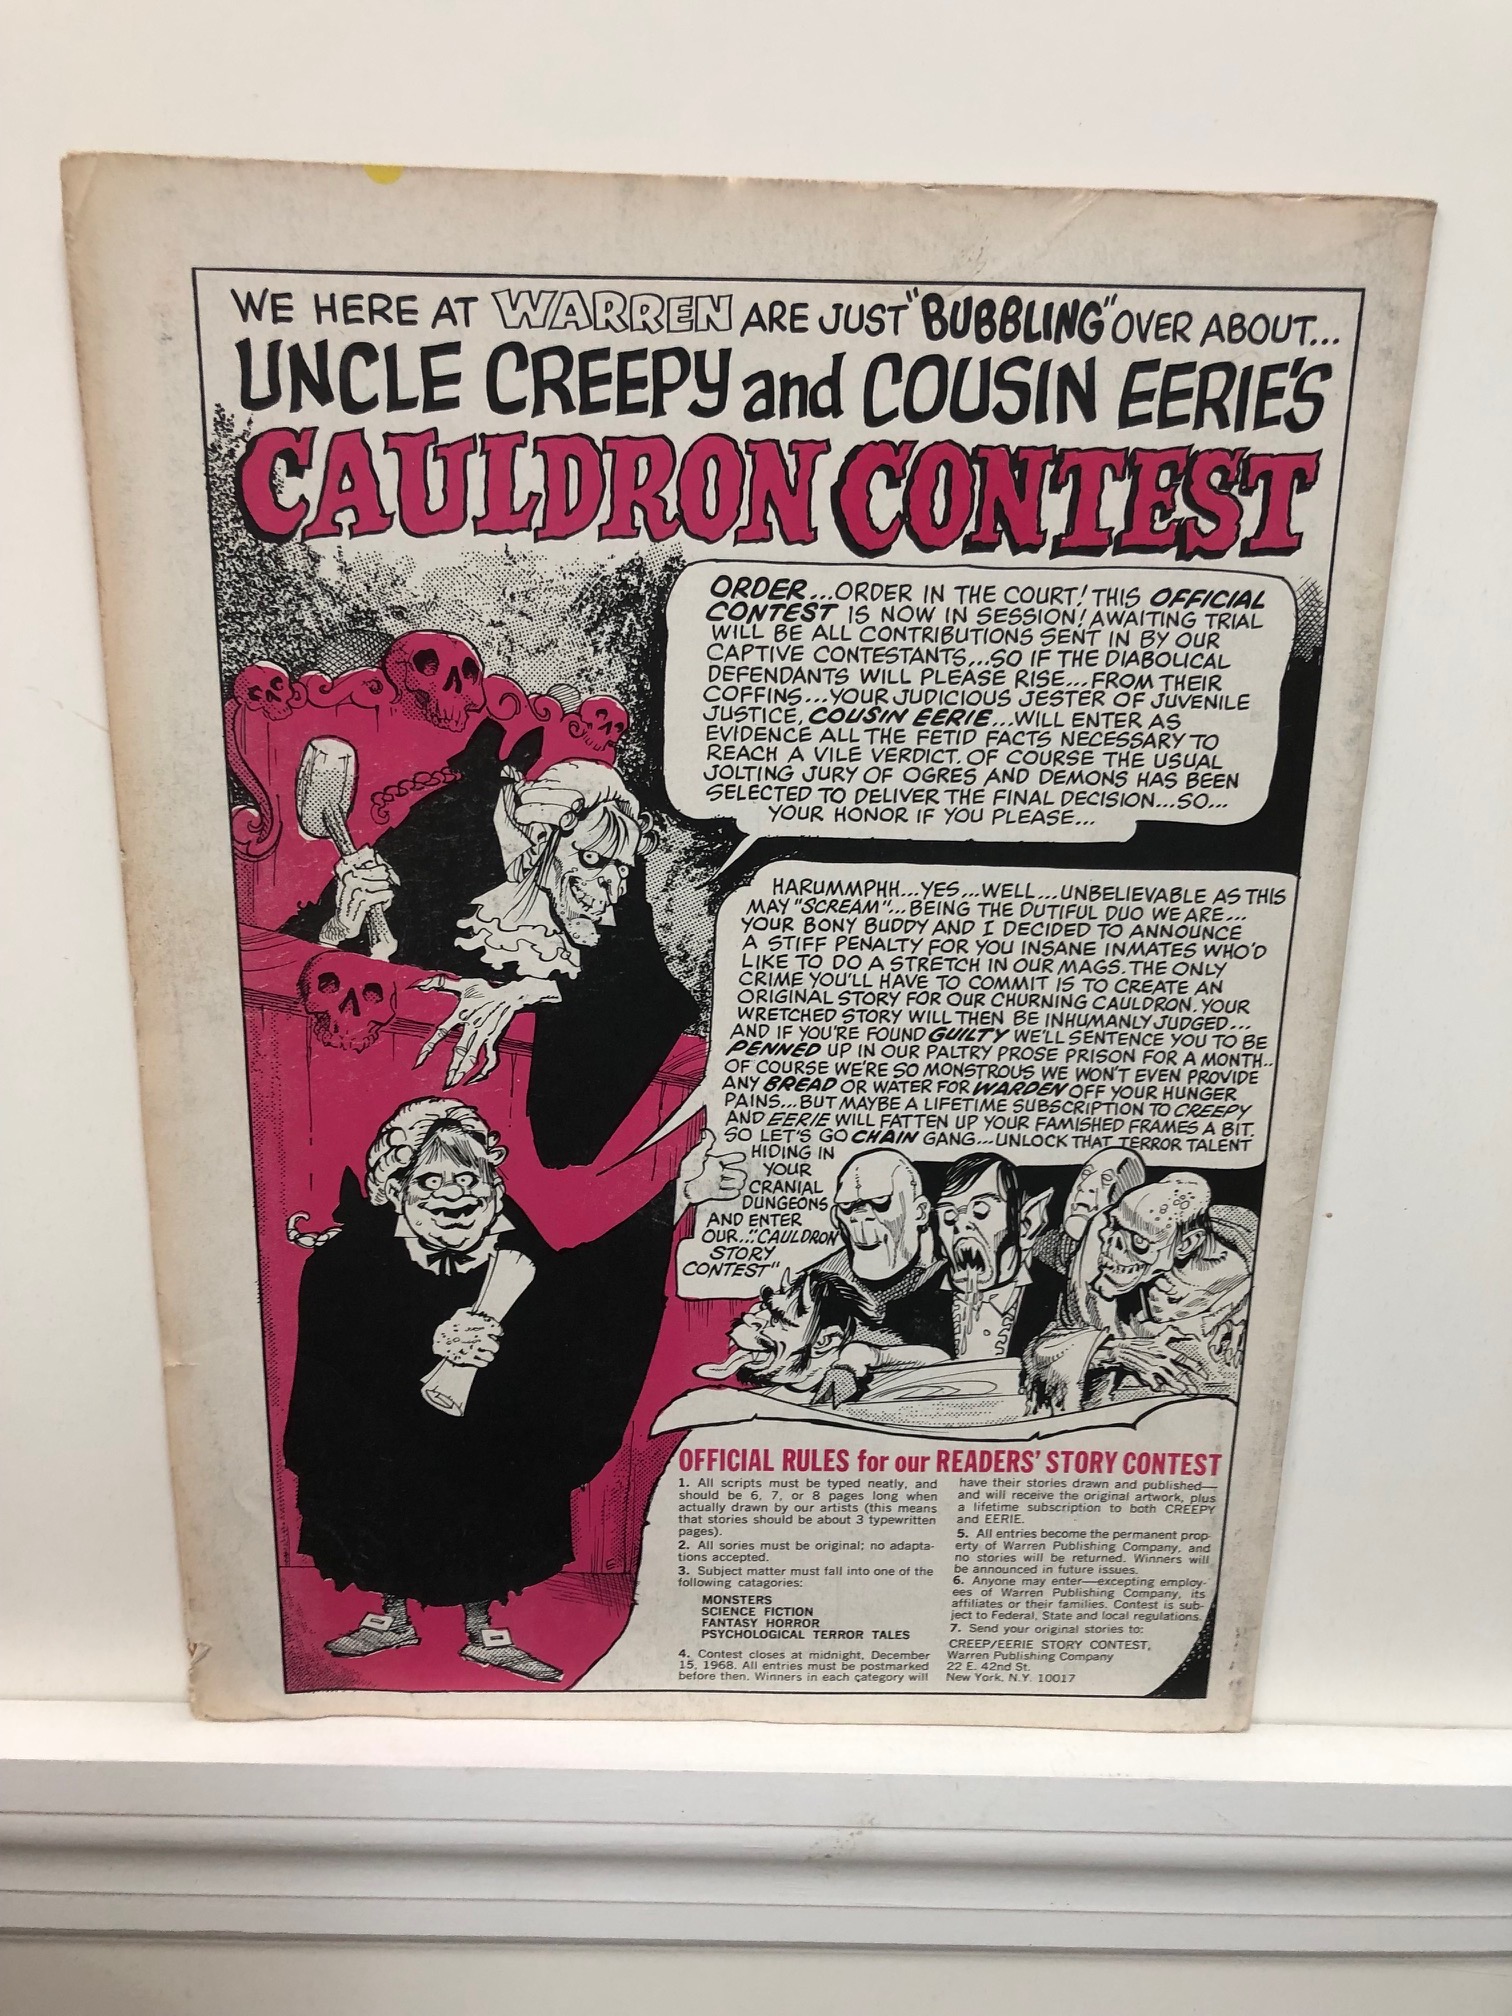 WE HERE AT WARREN ARE JUST "BUBBLING" OVER ABOUT...
UNCLE CREEPY and COUSIN EERIE'S
CAULDRON CONTEST
ORDER...ORDER IN THE COURT! THIS OFFICIAL
CONTEST IS NOW IN SESSION! AWAITING TRIAL
WILL BE ALL CONTRIBUTIONS SENT IN BY OUR
CAPTIVE CONTESTANTS...SO IF THE DIABOLICAL
DEFENDANTS WILL PLEASE RISE...FROM THEIR
COFFINS...YOUR JUDICIOUS JESTER OF JUVENILE
JUSTICE, COUSIN EERIE...WILL ENTER AS
EVIDENCE ALL THE FETID FACTS NECESSARY TO
REACH A VILE VERDICT. OF COURSE THE USUAL
JOLTING JURY OF OGRES AND DEMONS HAS BEEN
SELECTED TO DELIVER THE FINAL DECISION...SO...
YOUR HONOR IF YOU PLEASE...
HARUMMPHH...YES...WELL...UNBELIEVABLE AS THIS
MAY "SCREAM"...BEING THE DUTIFUL DUO WE ARE...
YOUR BONY BUDDY AND I DECIDED TO ANNOUNCE
A STIFF PENALTY FOR YOU INSANE INMATES WHO'D
LIKE TO DO A STRETCH IN OUR MAGS. THE ONLY
CRIME YOU'LL HAVE TO COMMIT IS TO CREATE AN
ORIGINAL STORY FOR OUR CHURNING CAULDRON. YOUR
WRETCHED STORY WILL THEN BE INHUMANLY JUDGED...
AND IF YOU'RE FOUND GUILTY WE'LL SENTENCE YOU TO BE
PENNED UP IN OUR PALTRY PROSE PRISON FOR A MONTH..
OF COURSE WE'RE SO MONSTROUS WE WON'T EVEN PROVIDE
ANY BREAD OR WATER FOR WARDEN OFF YOUR HUNGER
PAINS...BUT MAYBE A LIFETIME SUBSCRIPTION TO CREEPY
AND EERIE WILL FATTEN UP YOUR FAMISHED FRAMES A BIT.
SO LET'S GO CHAIN GANG...UNLOCK THAT TERROR TALENT
HIDING IN
YOUR
CRANIAL
DUNGEONS
AND ENTER
OUR..."CAULDRON
STORY
CONTEST"
E
OFFICIAL RULES for our READERS' STORY CONTEST
1. All scripts must be typed neatly, and
should be 6, 7, or 8 pages long when
actually drawn by our artists (this means
that stories should be about 3 typewritten
pages).
2. All sories must be original; no adapta-
tions accepted.
3. Subject matter must fall into one of the
following catagories:
MONSTERS
SCIENCE FICTION
FANTASY HORROR
PSYCHOLOGICAL TERROR TALES
4. Contest closes at midnight, December
15, 1968. All entries must be postmarked
before then. Winners in each category will
have their stories drawn and published—
and will receive the original artwork, plus
a lifetime subscription to both CREEPY
and EERIE.
5. All entries become the permanent prop-
erty of Warren Publishing Company, and
no stories will be returned. Winners will
be announced in future issues.
6. Anyone may enter—excepting employ-
ees of Warren Publishing Company, its
affiliates or their families. Contest is sub-
ject to Federal, State and local regulations.
7. Send your original stories to:
CREEP/EERIE STORY CONTEST,
Warren Publishing Company
22 E. 42nd St.
New York, N.Y. 10017